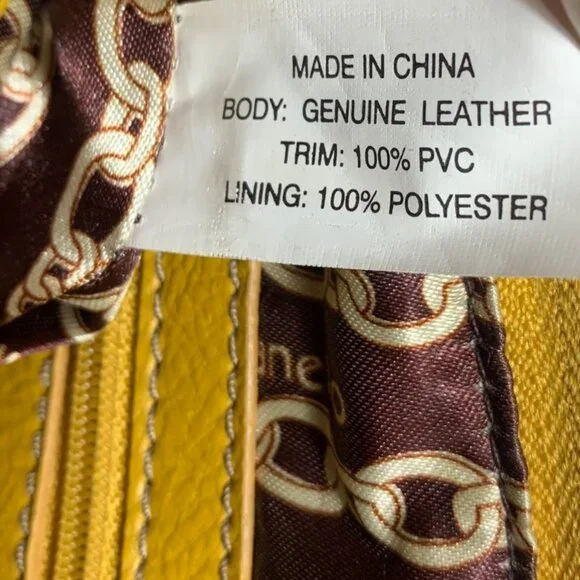 MADE IN CHINA
BODY: GENUINE LEATHER
TRIM: 100% PVC
LINING: 100% POLYESTER